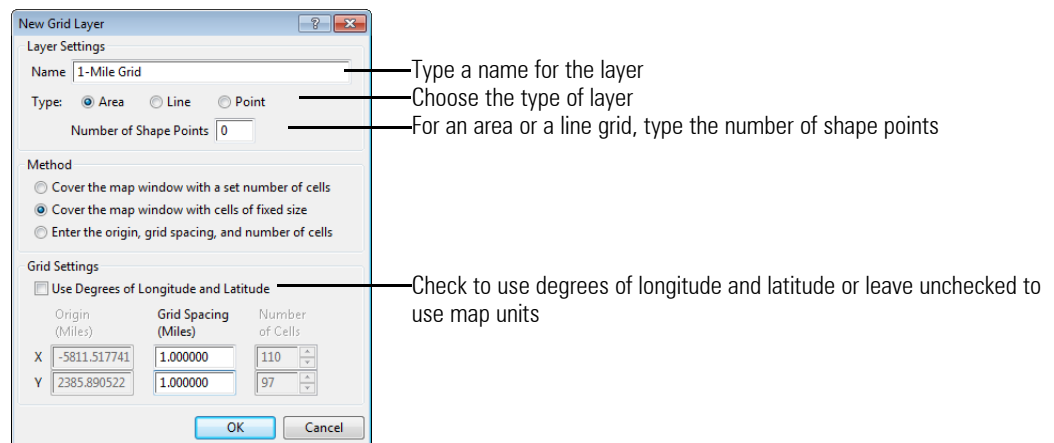 New Grid Layer
Layer Settings
Name 1-Mile Grid
Type a name for the layer
Type: Area Line Point
Choose the type of layer
Number of Shape Points 0
For an area or a line grid, type the number of shape points
Method
Cover the map window with a set number of cells
Cover the map window with cells of fixed size
Enter the origin, grid spacing, and number of cells
Grid Settings
Use Degrees of Longitude and Latitude
Check to use degrees of longitude and latitude or leave unchecked to
use map units
Origin Grid Spacing Number
(Miles) (Miles) of Cells
X -5811.517741 1.000000 110
Y 2385.890522 1.000000 97
OK Cancel